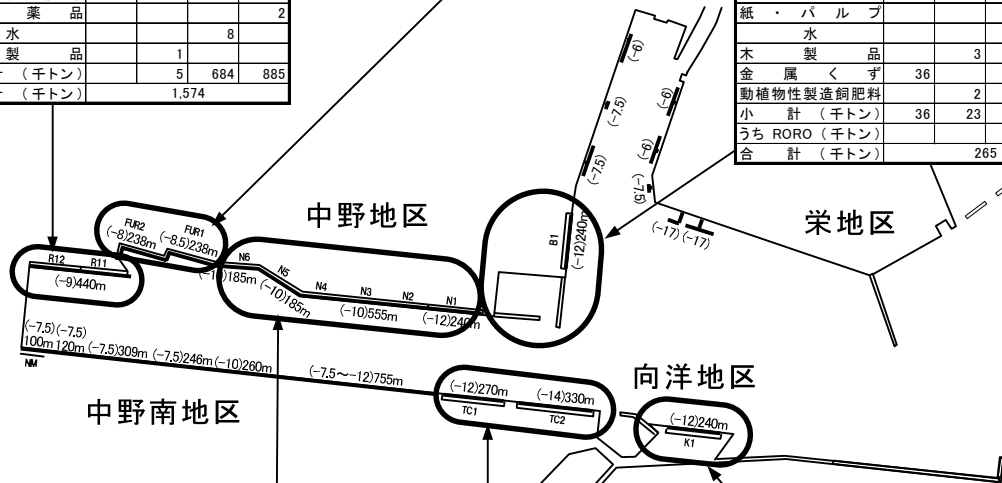 薬 品 2
水 8
製 品 1
（千トン） 5 684 885
（千トン） 1,574
紙 ・ パ ル プ
水
木 製 品 3
金 属 く ず 36
動植物性製造飼肥料 2
小 計 （千トン） 36 23
うち RORO（千トン）
合 計 （千トン） 265
(-6)
(-7.5)
(-6)
(-7.5)
(-6)
(-7.5)
(-17) (-17)
栄地区
中野地区
B1
(-12)240m
FUR2
(-8)238m
FUR1
(-8.5)238m
R12 R11
(-9)440m
N6
(-10)185m
N5
(-10)185m
N4 N3 N2 N1
(-10)555m
(-12)240m
(-7.5)(-7.5)
100m 120m (-7.5)309m (-7.5)246m (-10)260m
(-7.5～-12)755m
NM
中野南地区
(-12)270m
TC1
(-14)330m
TC2
向洋地区
(-12)240m
K1